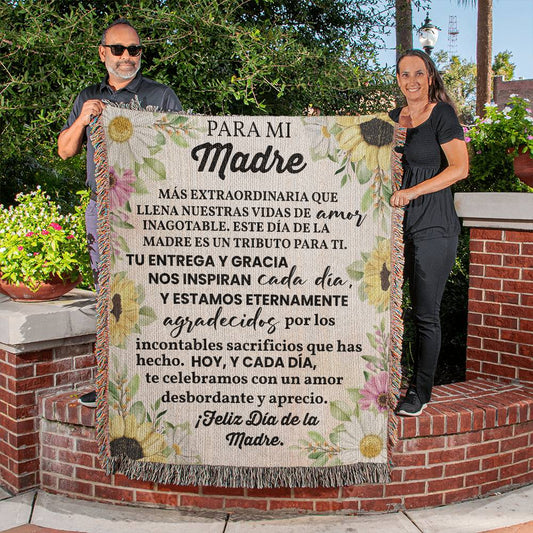 PARA MI
Madre
MÁS EXTRAORDINARIA QUE
LLENA NUESTRAS VIDAS DE amor
INAGOTABLE. ESTE DÍA DE LA
MADRE ES UN TRIBUTO PARA TI.
TU ENTREGA Y GRACIA
NOS INSPIRAN cada día,
Y ESTAMOS ETERNAMENTE
agradecidos por los
incontables sacrificios que has
hecho. HOY, Y CADA DÍA,
te celebramos con un amor
desbordante y aprecio.
¡Feliz Día de la
Madre.